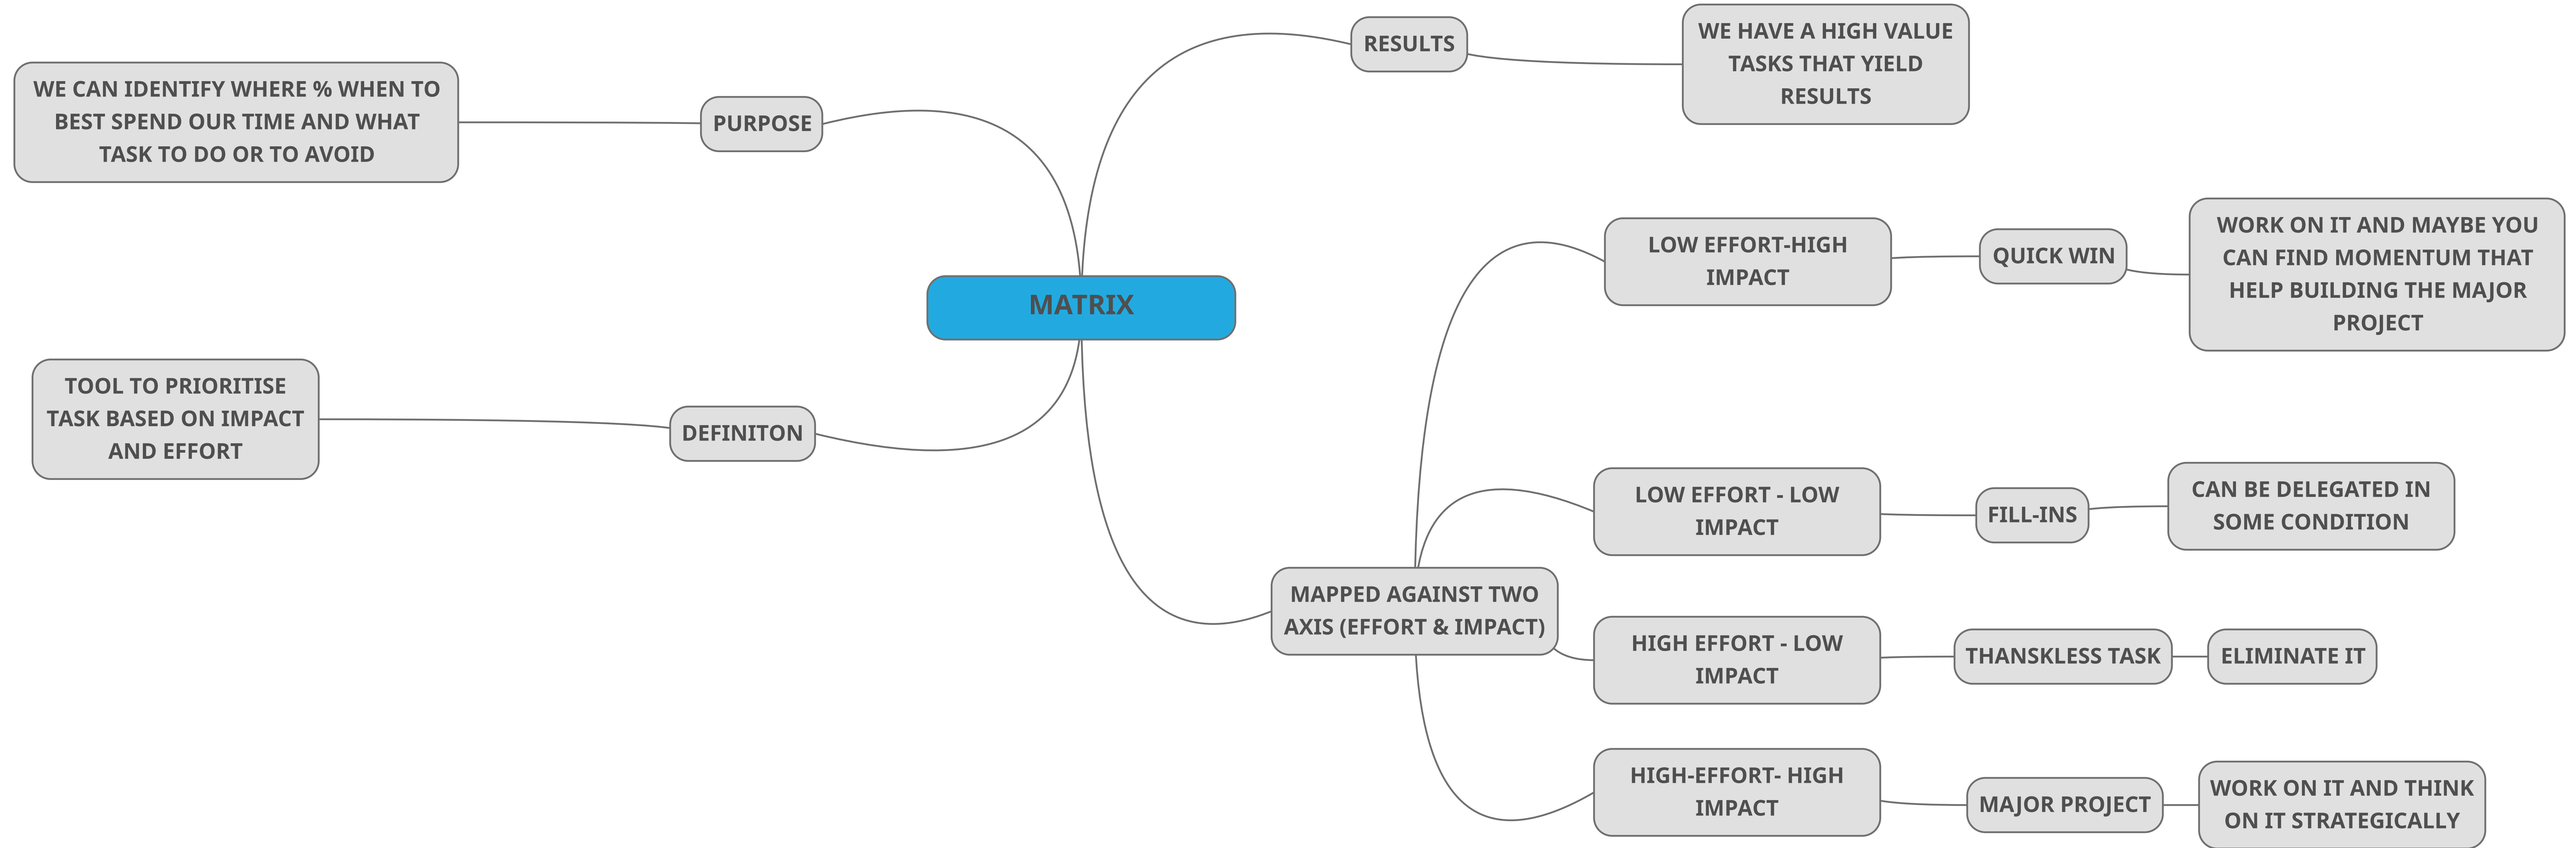 MATRIX
PURPOSE
WE CAN IDENTIFY WHERE % WHEN TO
BEST SPEND OUR TIME AND WHAT
TASK TO DO OR TO AVOID
DEFINITON
TOOL TO PRIORITISE
TASK BASED ON IMPACT
AND EFFORT
RESULTS
WE HAVE A HIGH VALUE
TASKS THAT YIELD
RESULTS
MAPPED AGAINST TWO
AXIS (EFFORT & IMPACT)
LOW EFFORT-HIGH
IMPACT
QUICK WIN
WORK ON IT AND MAYBE YOU
CAN FIND MOMENTUM THAT
HELP BUILDING THE MAJOR
PROJECT
LOW EFFORT - LOW
IMPACT
FILL-INS
CAN BE DELEGATED IN
SOME CONDITION
HIGH EFFORT - LOW
IMPACT
THANSKLESS TASK
ELIMINATE IT
HIGH-EFFORT- HIGH
IMPACT
MAJOR PROJECT
WORK ON IT AND THINK
ON IT STRATEGICALLY